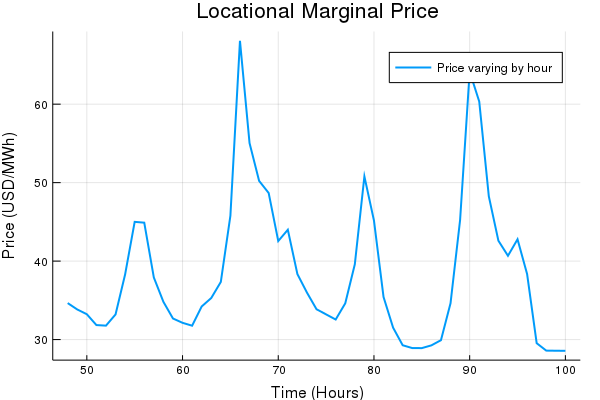 Locational Marginal Price
Price varying by hour
Price (USD/MWh)
60
50
40
30
50
60
70
80
90
100
Time (Hours)